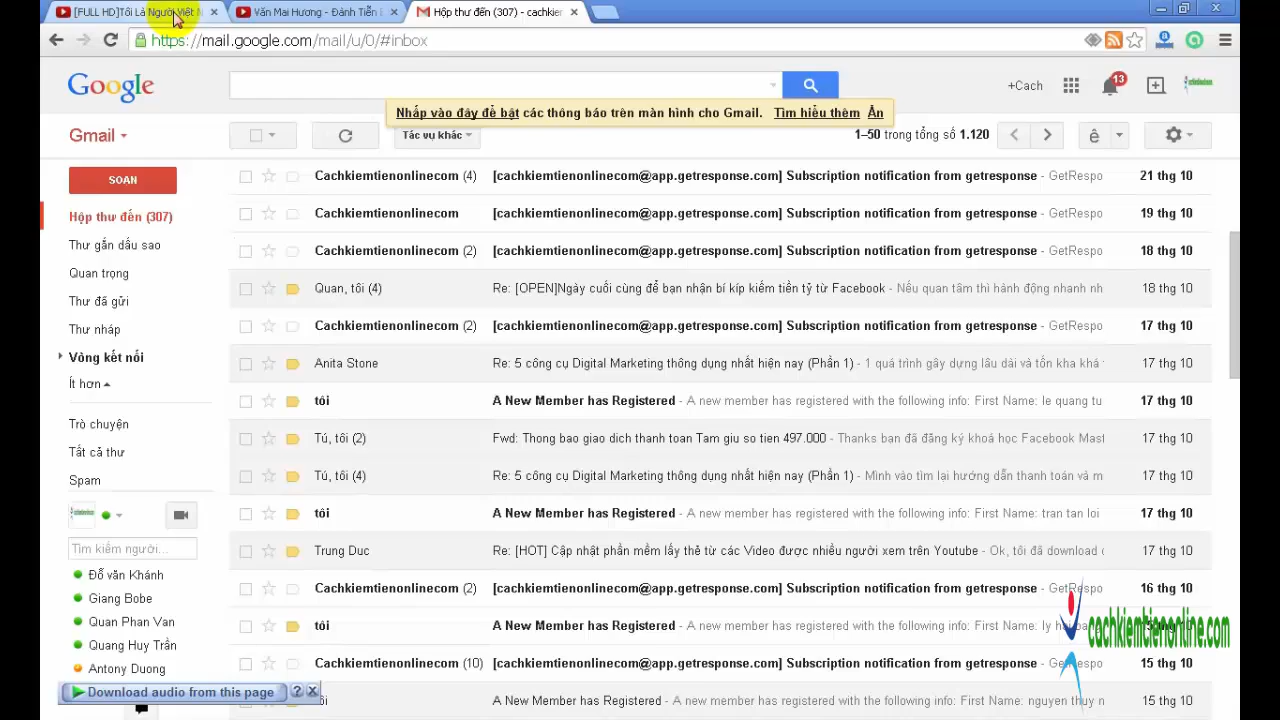 [FULL HD]Tôi Là Người Việt Văn Mai Hương - Đánh Tiền Hộp thư đến (307) - cachkien
https://mail.google.com/mail/u/0/#inbox
Google +Cach 13
Nhấp vào đây để bật các thông báo trên màn hình cho Gmail. Tìm hiểu thêm Ẩn
Gmail Tác vụ khác 1–50 trong tổng số 1.120 ê
SOẠN
Hộp thư đến (307)
Thư gắn dấu sao
Quan trọng
Thư đã gửi
Thư nháp
Vòng kết nối
Ít hơn
Trò chuyện
Tất cả thư
Spam
Tìm kiếm người...
Đỗ văn Khánh
Giang Bobe
Quan Phan Van
Quang Huy Trần
Antony Duong
Download audio from this page ?
Cachkiemtienonlinecom (4) [cachkiemtienonlinecom@app.getresponse.com] Subscription notification from getresponse - GetRespo 21 thg 10
Cachkiemtienonlinecom [cachkiemtienonlinecom@app.getresponse.com] Subscription notification from getresponse - GetRespo 19 thg 10
Cachkiemtienonlinecom (2) [cachkiemtienonlinecom@app.getresponse.com] Subscription notification from getresponse - GetRespo 18 thg 10
Quan, tôi (4) Re: [OPEN]Ngày cuối cùng để bạn nhận bí kíp kiếm tiền tỷ từ Facebook - Nếu quan tâm thì hành động nhanh nh 18 thg 10
Cachkiemtienonlinecom (2) [cachkiemtienonlinecom@app.getresponse.com] Subscription notification from getresponse - GetRespo 17 thg 10
Anita Stone Re: 5 công cụ Digital Marketing thông dụng nhất hiện nay (Phần 1) - 1 quá trình gây dựng lâu dài và tốn kha khá 17 thg 10
tôi A New Member has Registered - A new member has registered with the following info: First Name: le quang tu 17 thg 10
Tú, tôi (2) Fwd: Thong bao giao dich thanh toan Tam giu so tien 497.000 - Thanks ban đã đăng ký khoá học Facebook Mast 17 thg 10
Tú, tôi (4) Re: 5 công cụ Digital Marketing thông dụng nhất hiện nay (Phần 1) - Mình vào tìm lại hướng dẫn thanh toán và m 17 thg 10
tôi A New Member has Registered - A new member has registered with the following info: First Name: tran tan loi 17 thg 10
Trung Duc Re: [HOT] Cập nhật phần mềm lấy thẻ từ các Video được nhiều người xem trên Youtube - Ok, tôi đã download 17 thg 10
Cachkiemtienonlinecom (2) [cachkiemtienonlinecom@app.getresponse.com] Subscription notification from getresponse - GetRespo 16 thg 10
tôi A New Member has Registered - A new member has registered with the following info: First Name: ly
Cachkiemtienonlinecom (10) [cachkiemtienonlinecom@app.getresponse.com] Subscription notification from getresponse - GetRespo 15 thg 10
A New Member has Registered - A new member has registered with the following info: First Name: nguyen thuy 15 thg 10
cachkiemtienonline.com